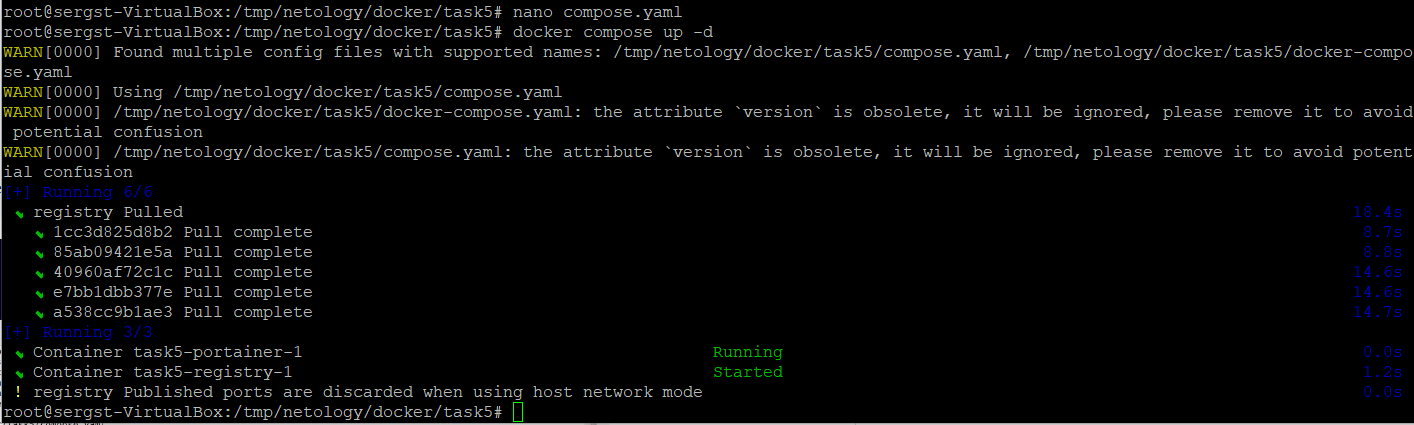 root@sergst-VirtualBox:/tmp/netology/docker/task5# nano compose.yaml
root@sergst-VirtualBox:/tmp/netology/docker/task5# docker compose up -d
WARN[0000] Found multiple config files with supported names: /tmp/netology/docker/task5/compose.yaml, /tmp/netology/docker/task5/docker-compo
se.yaml
WARN[0000] Using /tmp/netology/docker/task5/compose.yaml
WARN[0000] /tmp/netology/docker/task5/docker-compose.yaml: the attribute `version` is obsolete, it will be ignored, please remove it to avoid
 potential confusion
WARN[0000] /tmp/netology/docker/task5/compose.yaml: the attribute `version` is obsolete, it will be ignored, please remove it to avoid potent
ial confusion
[+] Running 6/6
registry Pulled 18.4s
1cc3d825d8b2 Pull complete 8.7s
85ab09421e5a Pull complete 8.8s
40960af72c1c Pull complete 14.6s
e7bb1dbb377e Pull complete 14.6s
a538cc9b1ae3 Pull complete 14.7s
[+] Running 3/3
Container task5-portainer-1 Running 0.0s
Container task5-registry-1 Started 1.2s
! registry Published ports are discarded when using host network mode 0.0s
root@sergst-VirtualBox:/tmp/netology/docker/task5#